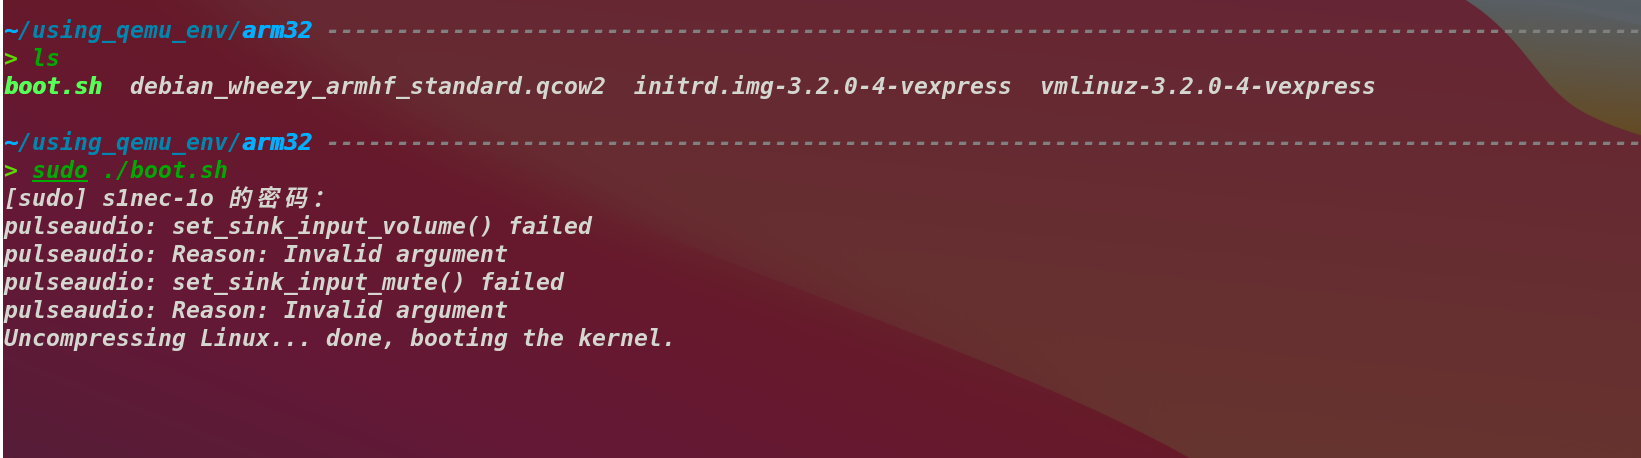 ~/using_qemu_env/arm32 ----------------------------------------------------------------------------------------------
> ls
boot.sh  debian_wheezy_armhf_standard.qcow2  initrd.img-3.2.0-4-vexpress  vmlinuz-3.2.0-4-vexpress
~/using_qemu_env/arm32 ----------------------------------------------------------------------------------------------
> sudo ./boot.sh
[sudo] s1nec-1o 的密码：
pulseaudio: set_sink_input_volume() failed
pulseaudio: Reason: Invalid argument
pulseaudio: set_sink_input_mute() failed
pulseaudio: Reason: Invalid argument
Uncompressing Linux... done, booting the kernel.